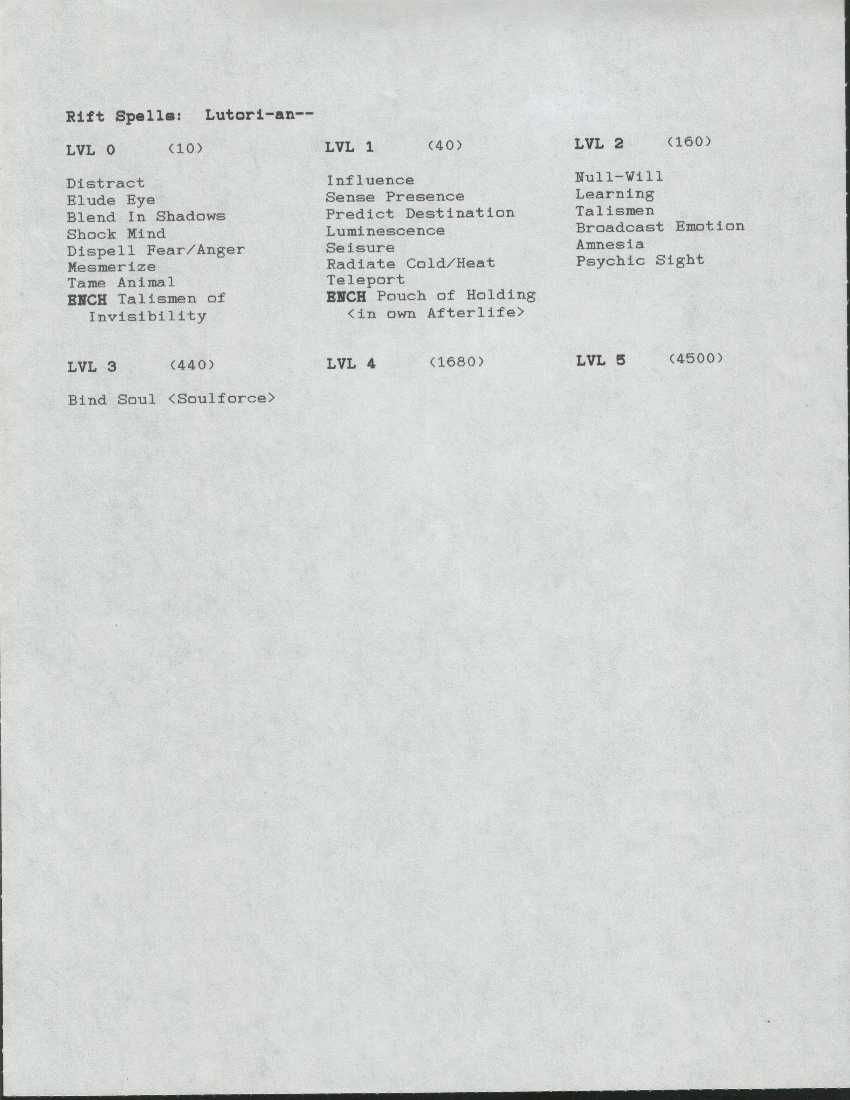 Rift Spells: Lutori-an--
LVL 0 (10)
Distract
Elude Eye
Blend In Shadows
Shock Mind
Dispell Fear/Anger
Mesmerize
Tame Animal
ENCH Talismen of
Invisibility
LVL 1 (40)
Influence
Sense Presence
Predict Destination
Luminescence
Seisure
Radiate Cold/Heat
Teleport
ENCH Pouch of Holding
<in own Afterlife>
LVL 2 (160)
Null-Will
Learning
Talismen
Broadcast Emotion
Amnesia
Psychic Sight
LVL 3 (440)
Bind Soul <Soulforce>
LVL 4 (1680)
LVL 5 (4500)